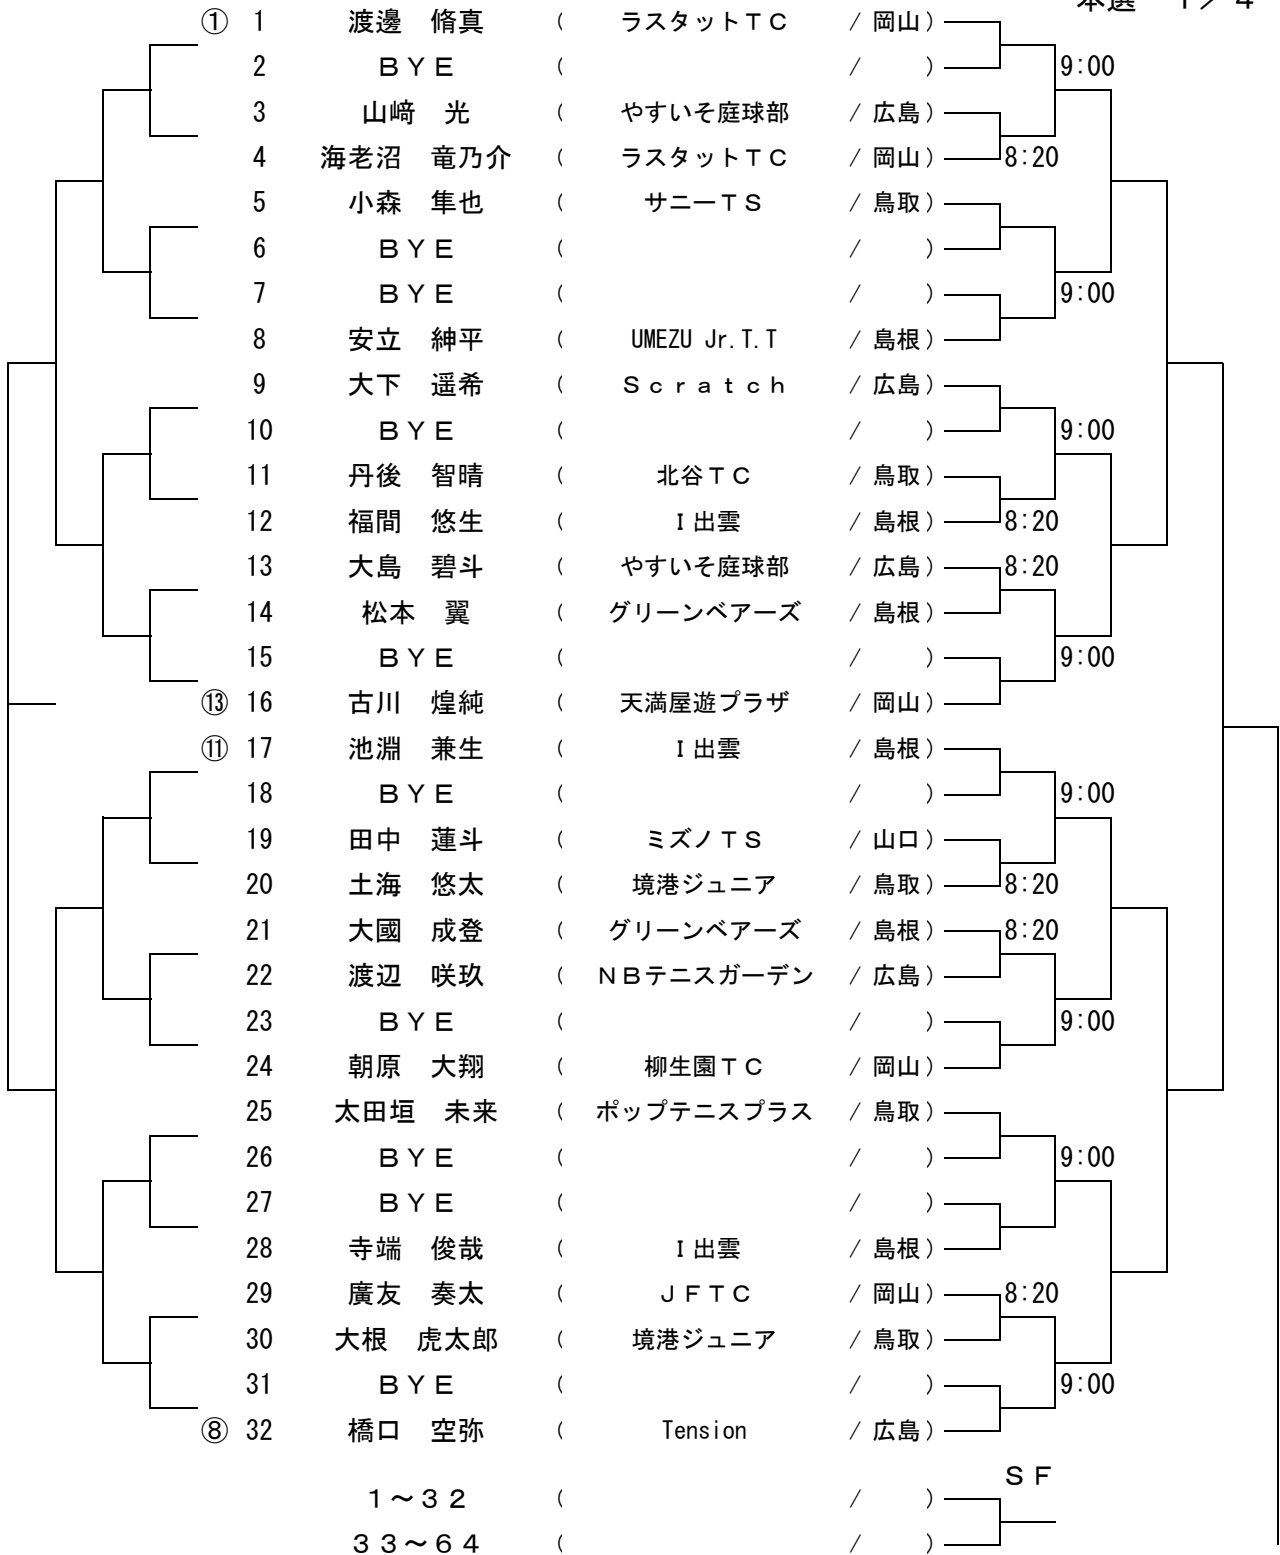 本選　１／４
① 1 渡邊　脩真 ( ラスタットＴＣ / 岡山 )
2 ＢＹＥ ( / ) 9:00
3 山﨑　光 ( やすいそ庭球部 / 広島 )
4 海老沼　竜乃介 ( ラスタットＴＣ / 岡山 ) 8:20
5 小森　隼也 ( サニーＴＳ / 鳥取 )
6 ＢＹＥ ( / )
7 ＢＹＥ ( / ) 9:00
8 安立　紳平 ( UMEZU Jr.T.T / 島根 )
9 大下　遥希 ( Ｓｃｒａｔｃｈ / 広島 )
10 ＢＹＥ ( / ) 9:00
11 丹後　智晴 ( 北谷ＴＣ / 鳥取 )
12 福間　悠生 ( Ｉ出雲 / 島根 ) 8:20
13 大島　碧斗 ( やすいそ庭球部 / 広島 ) 8:20
14 松本　翼 ( グリーンベアーズ / 島根 )
15 ＢＹＥ ( / ) 9:00
⑬ 16 古川　煌純 ( 天満屋遊プラザ / 岡山 )
⑪ 17 池淵　兼生 ( Ｉ出雲 / 島根 )
18 ＢＹＥ ( / ) 9:00
19 田中　蓮斗 ( ミズノＴＳ / 山口 )
20 土海　悠太 ( 境港ジュニア / 鳥取 ) 8:20
21 大國　成登 ( グリーンベアーズ / 島根 ) 8:20
22 渡辺　咲玖 ( ＮＢテニスガーデン / 広島 )
23 ＢＹＥ ( / ) 9:00
24 朝原　大翔 ( 柳生園ＴＣ / 岡山 )
25 太田垣　未来 ( ポップテニスプラス / 鳥取 )
26 ＢＹＥ ( / ) 9:00
27 ＢＹＥ ( / )
28 寺端　俊哉 ( Ｉ出雲 / 島根 )
29 廣友　奏太 ( ＪＦＴＣ / 岡山 ) 8:20
30 大根　虎太郎 ( 境港ジュニア / 鳥取 )
31 ＢＹＥ ( / ) 9:00
⑧ 32 橋口　空弥 ( Tension / 広島 )
ＳＦ
１～３２ ( / )
３３～６４ ( / )